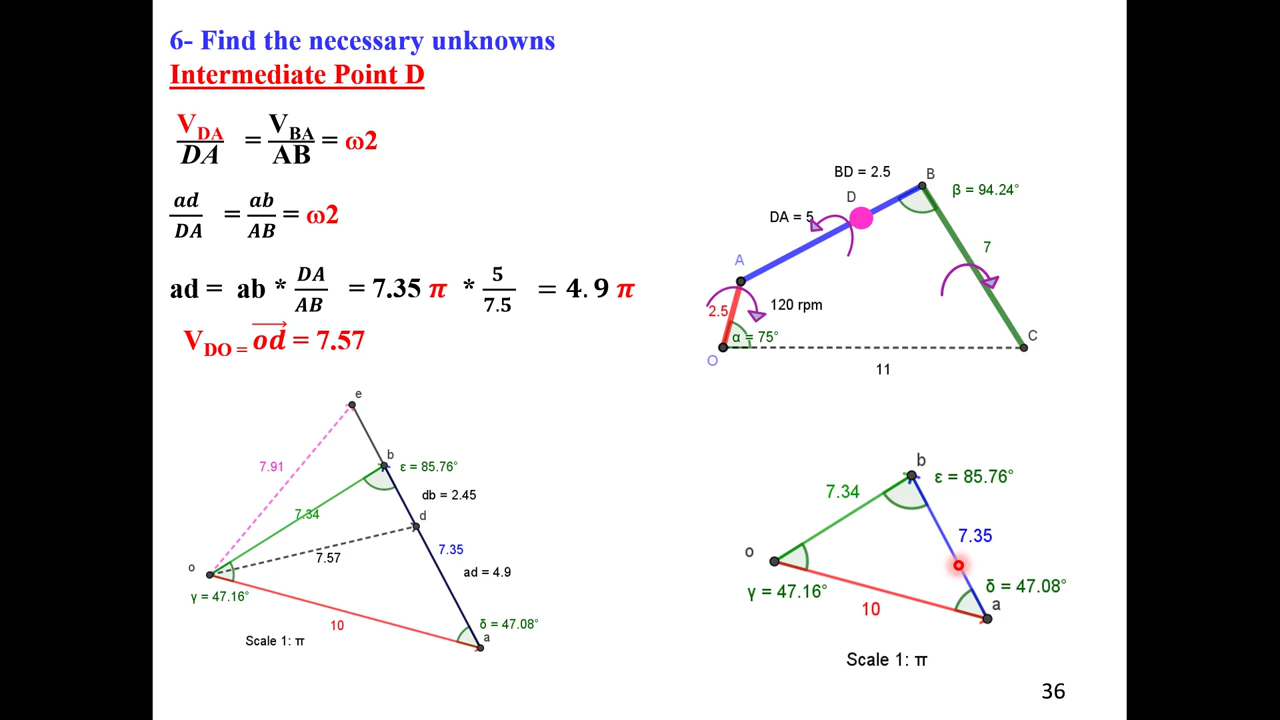 6- Find the necessary unknowns
Intermediate Point D
V_DA / DA = V_BA / AB = ω2
ad / DA = ab / AB = ω2
ad = ab * DA / AB = 7.35 π * 5 / 7.5 = 4.9 π
V_DO = od = 7.57
BD = 2.5
B
D
β = 94.24°
DA = 5
7
A
120 rpm
2.5
α = 75°
C
O
11
e
7.91
b
ε = 85.76°
db = 2.45
7.34
d
7.35
7.57
o
ad = 4.9
γ = 47.16°
10
δ = 47.08°
a
Scale 1: π
b
ε = 85.76°
7.34
7.35
o
δ = 47.08°
γ = 47.16°
a
10
Scale 1: π
36